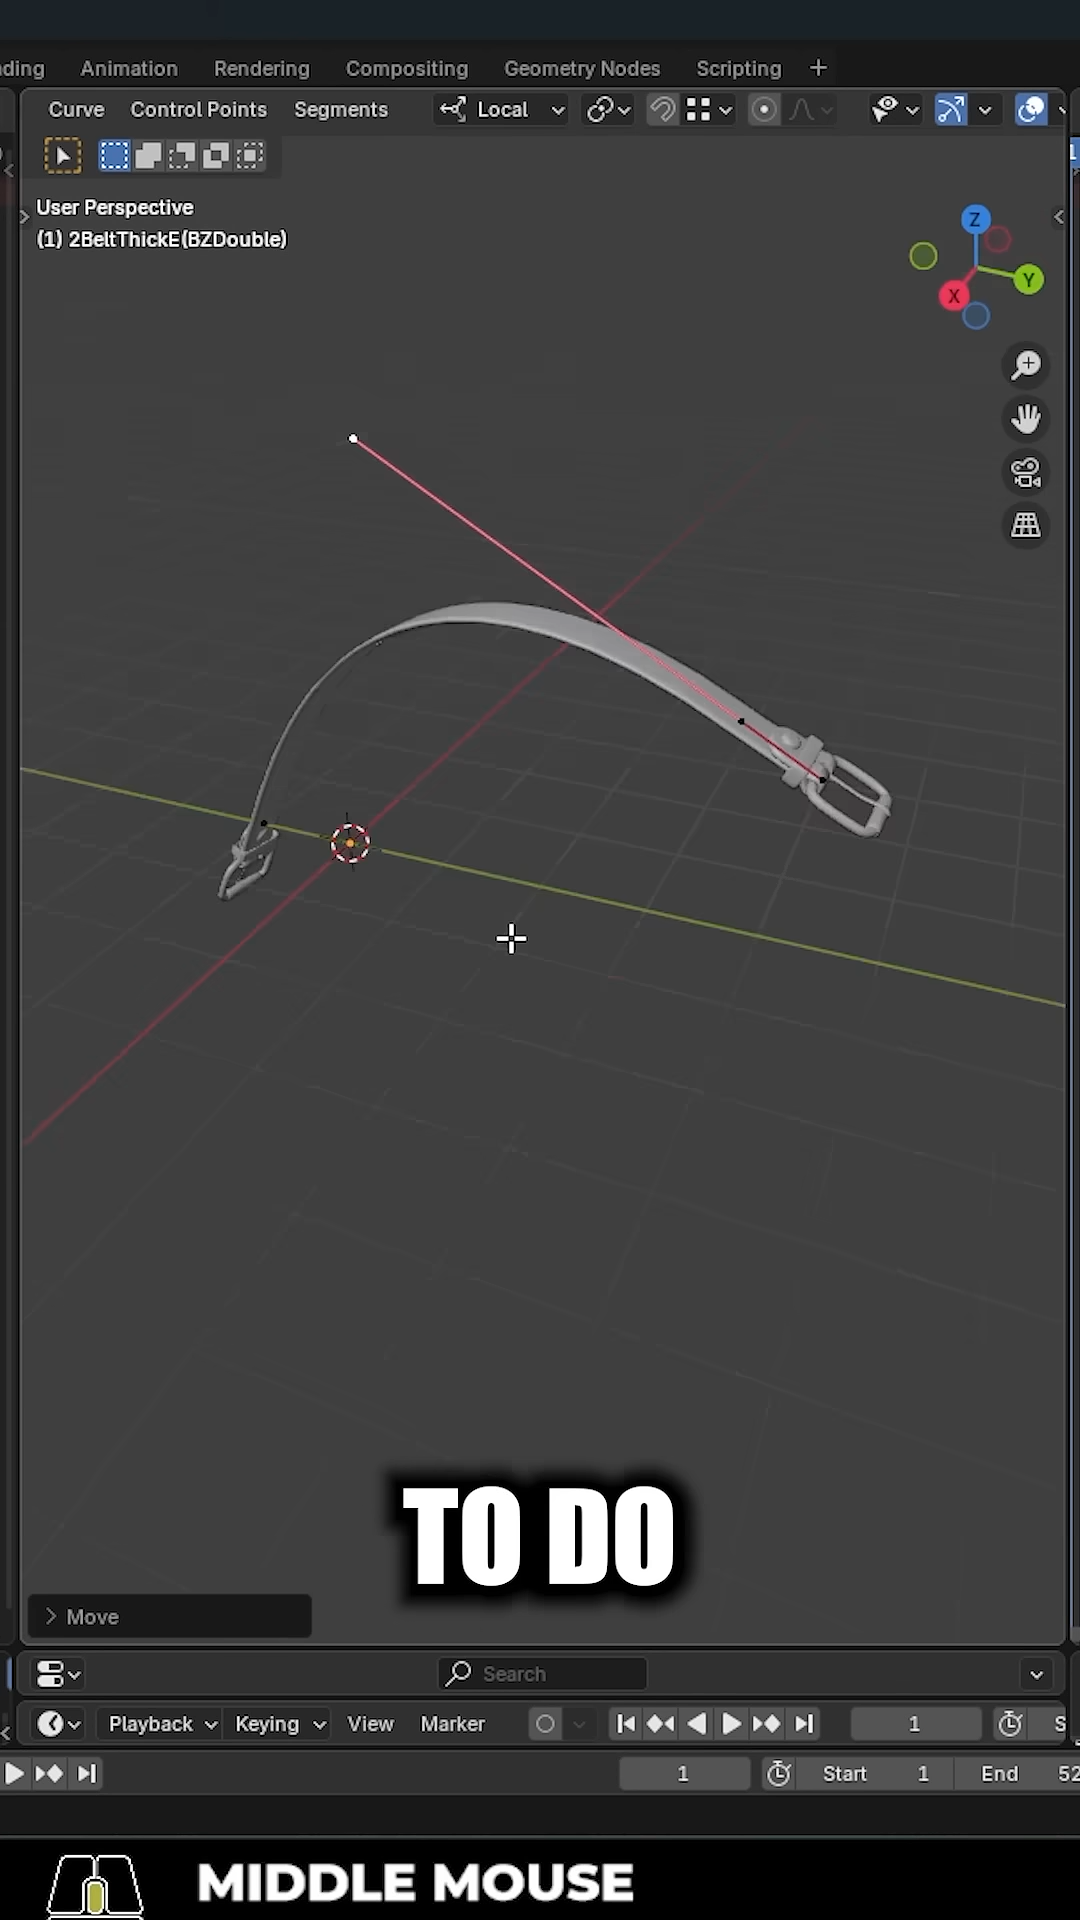 ding Animation Rendering Compositing Geometry Nodes Scripting +
Curve Control Points Segments Local
User Perspective
(1) 2BeltThickE(BZDouble)
Z
Y
X
1
TO DO
Move
Search
Playback Keying View Marker 1 S
1 Start 1 End 52
MIDDLE MOUSE